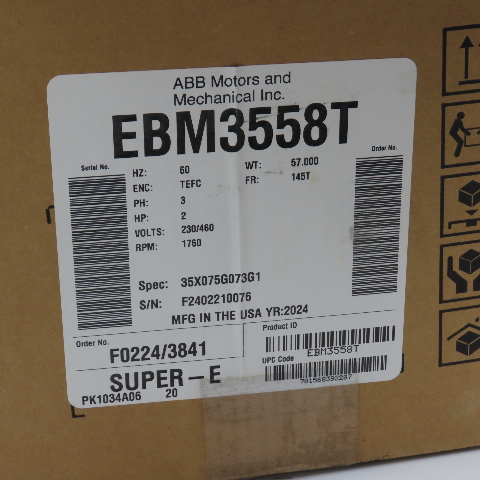 ABB Motors and
Mechanical Inc.
EBM3558T
Serial No.
Order No.
HZ: 60 WT: 57.000
ENC: TEFC FR: 145T
PH: 3
HP: 2
VOLTS: 230/460
RPM: 1760
Spec: 35X075G073G1
S/N: F2402210076
MFG IN THE USA YR:2024
Order No. F0224/3841
Product ID
EBM3558T
UPC Code
781568392287
SUPER-E
PK1034A06 20